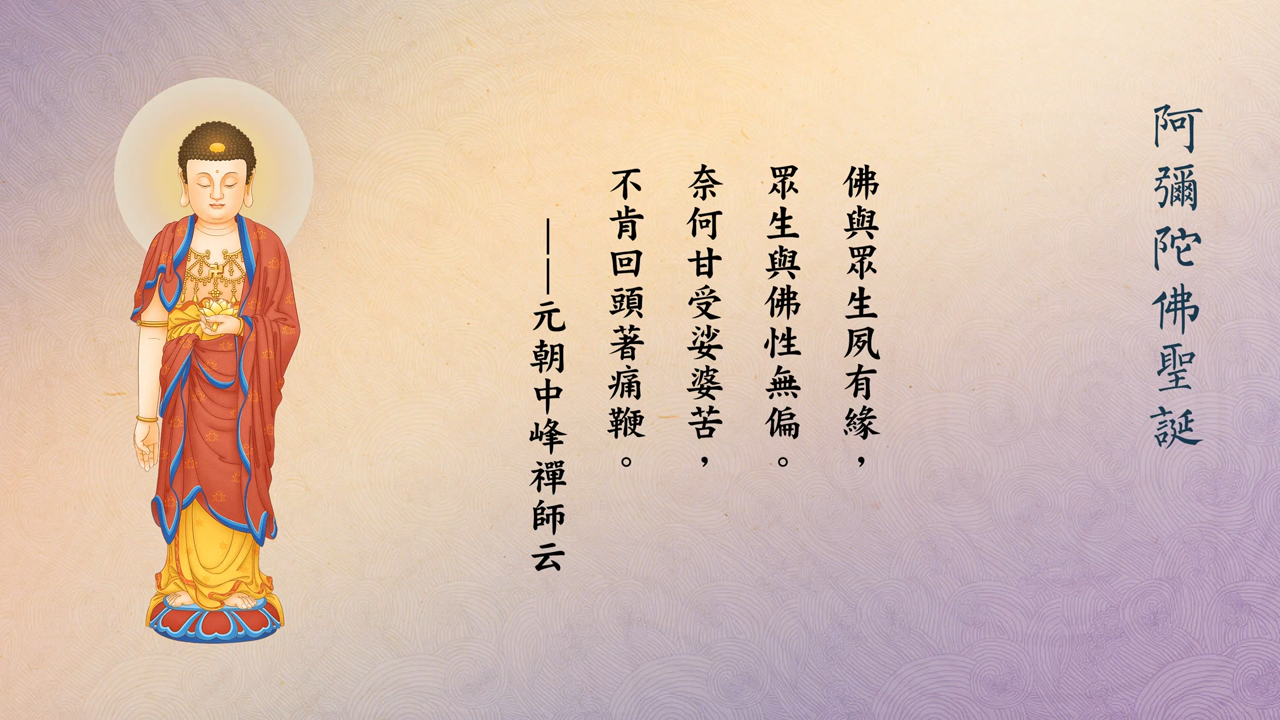 阿彌陀佛聖誕
佛與眾生夙有緣，
眾生與佛性無偏。
奈何甘受娑婆苦，
不肯回頭著痛鞭。
——元朝中峰禪師云